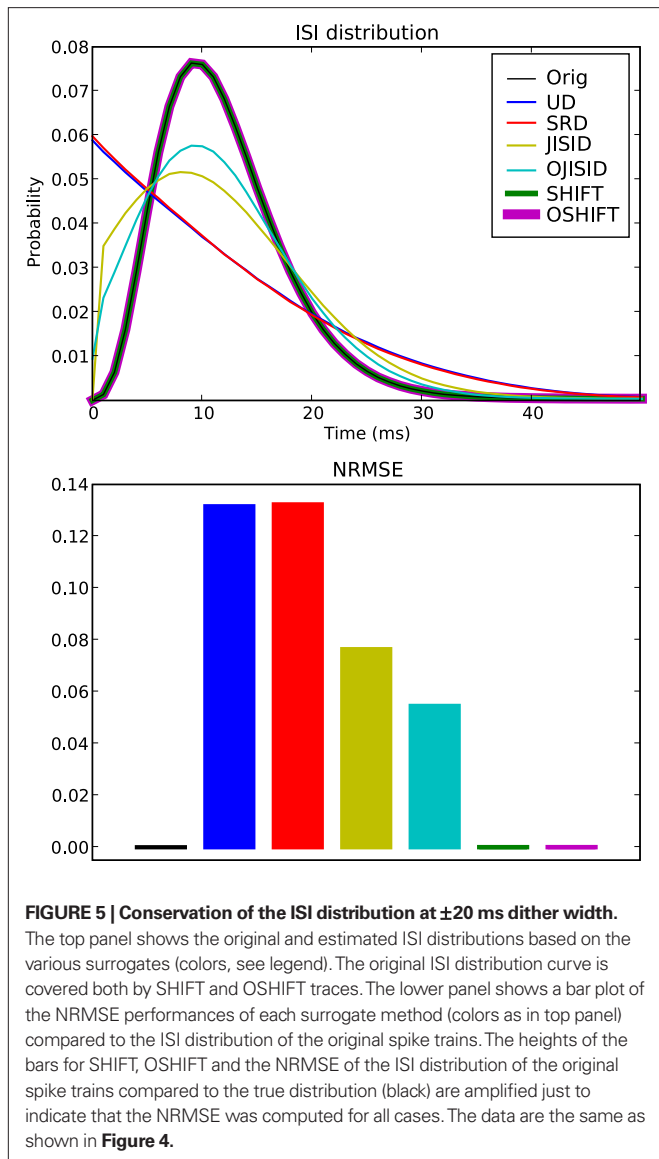 ISI distribution
0.08
0.07
0.06
0.05
0.04
0.03
0.02
0.01
Probability
Orig
UD
SRD
JISID
OJISID
SHIFT
OSHIFT
0
10
20
30
40
Time (ms)
NRMSE
0.14
0.12
0.10
0.08
0.06
0.04
0.02
0.00
FIGURE 5 | Conservation of the ISI distribution at ±20 ms dither width.
The top panel shows the original and estimated ISI distributions based on the
various surrogates (colors, see legend). The original ISI distribution curve is
covered both by SHIFT and OSHIFT traces. The lower panel shows a bar plot of
the NRMSE performances of each surrogate method (colors as in top panel)
compared to the ISI distribution of the original spike trains. The heights of the
bars for SHIFT, OSHIFT and the NRMSE of the ISI distribution of the original
spike trains compared to the true distribution (black) are amplified just to
indicate that the NRMSE was computed for all cases. The data are the same as
shown in Figure 4.